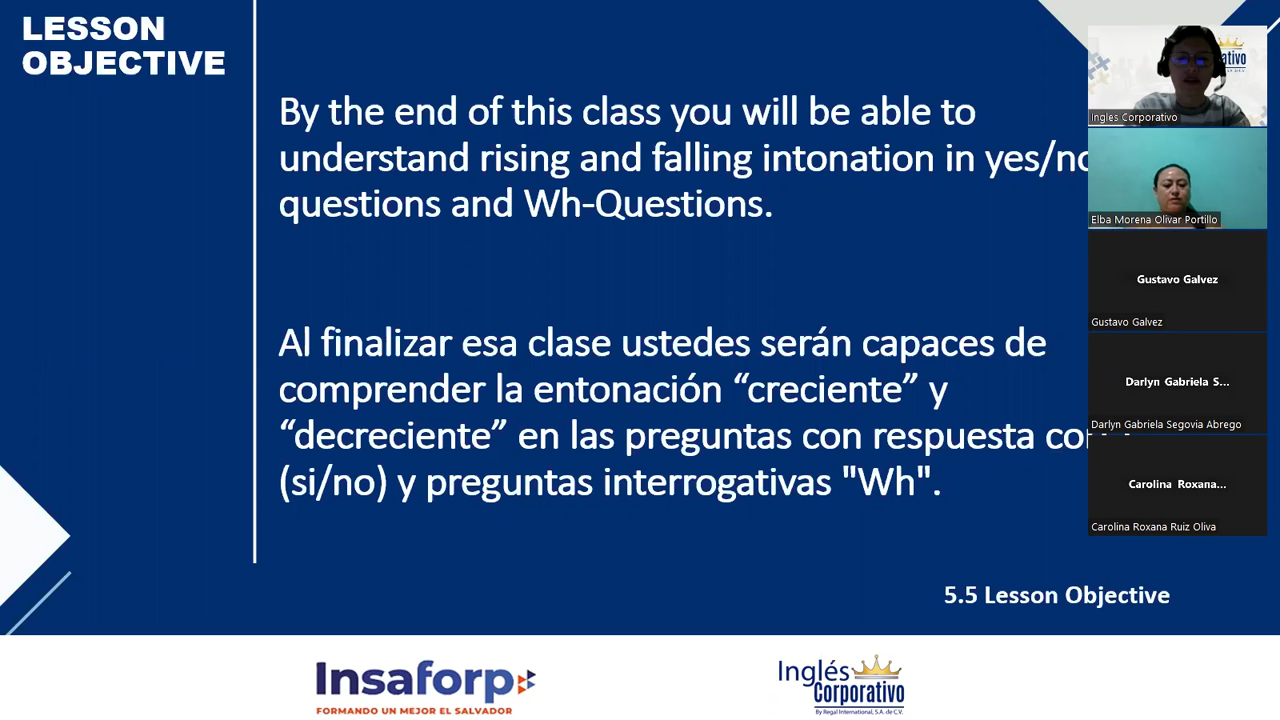 LESSON
OBJECTIVE
By the end of this class you will be able to
understand rising and falling intonation in yes/no
questions and Wh-Questions.
Al finalizar esa clase ustedes serán capaces de
comprender la entonación “creciente” y
“decreciente” en las preguntas con respuesta
(si/no) y preguntas interrogativas "Wh".
5.5 Lesson Objective
Insaforp
FORMANDO UN MEJOR EL SALVADOR
Inglés
Corporativo
By Regal International, S.A. de C.V.
Ingles Corporativo
Elba Morena Olivar Portillo
Gustavo Galvez
Gustavo Galvez
Darlyn Gabriela S...
Darlyn Gabriela Segovia Abrego
Carolina Roxana...
Carolina Roxana Ruiz Oliva